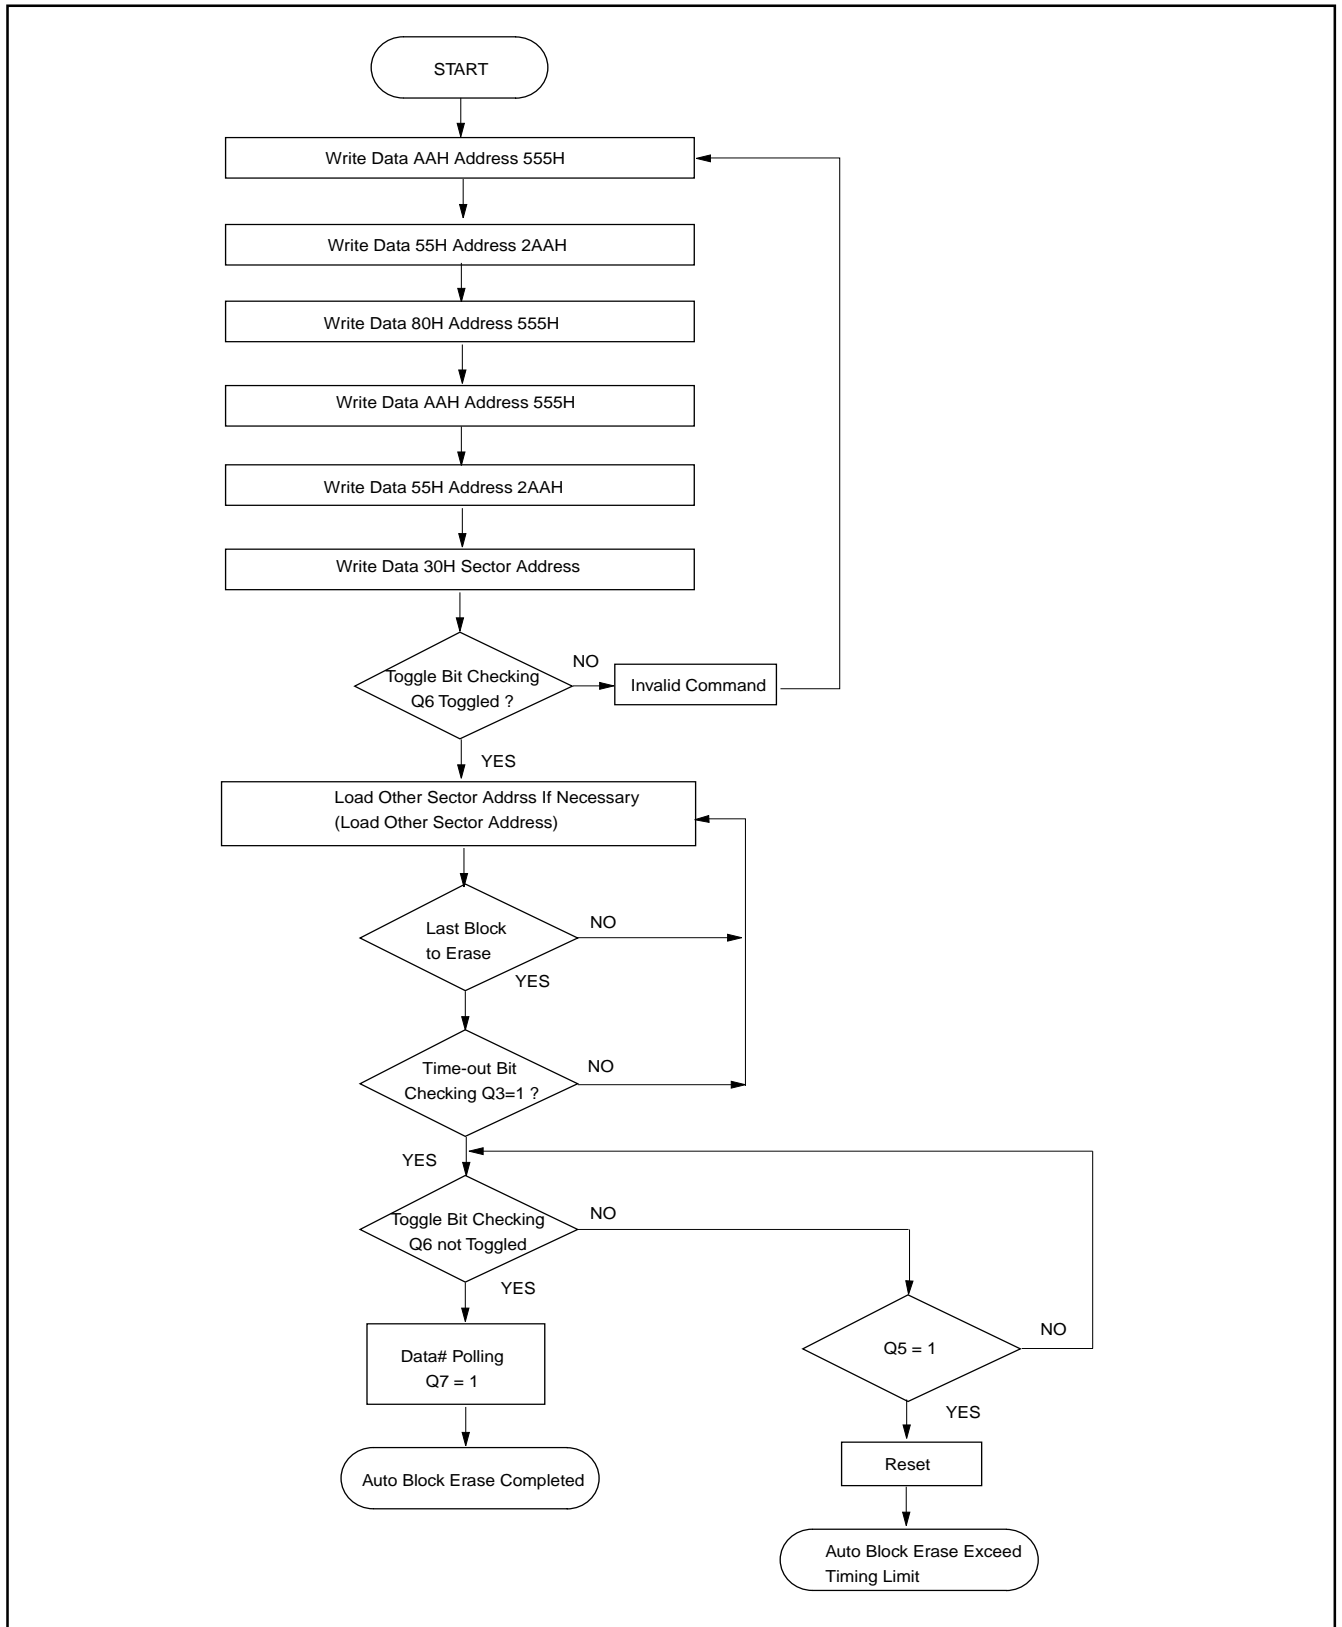 START
Write Data AAH Address 555H
Write Data 55H Address 2AAH
Write Data 80H Address 555H
Write Data AAH Address 555H
Write Data 55H Address 2AAH
Write Data 30H Sector Address
Toggle Bit Checking
Q6 Toggled ?
NO
Invalid Command
YES
Load Other Sector Addrss If Necessary
(Load Other Sector Address)
Last Block
to Erase
NO
YES
Time-out Bit
Checking Q3=1 ?
NO
YES
Toggle Bit Checking
Q6 not Toggled
NO
YES
Q5 = 1
NO
Data# Polling
Q7 = 1
YES
Reset
Auto Block Erase Completed
Auto Block Erase Exceed
Timing Limit